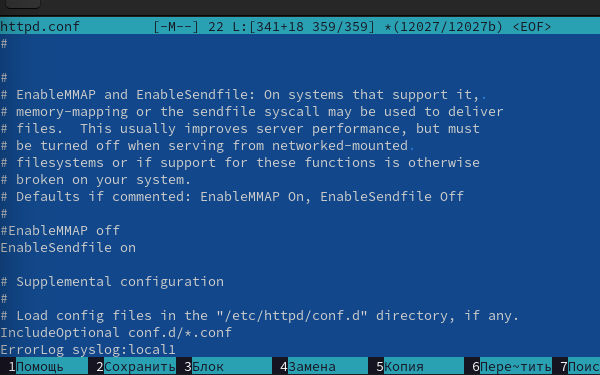 httpd.conf [-M--] 22 L:[341+18 359/359] *(12027/12027b) <EOF>
#
#
# EnableMMAP and EnableSendfile: On systems that support it,.
# memory-mapping or the sendfile syscall may be used to deliver
# files.  This usually improves server performance, but must
# be turned off when serving from networked-mounted.
# filesystems or if support for these functions is otherwise
# broken on your system.
# Defaults if commented: EnableMMAP On, EnableSendfile Off
#
#EnableMMAP off
EnableSendfile on
# Supplemental configuration
#
# Load config files in the "/etc/httpd/conf.d" directory, if any.
IncludeOptional conf.d/*.conf
ErrorLog syslog:local1
1Помощь 2Сохранить 3Блок 4Замена 5Копия 6Пере~тить 7Поис